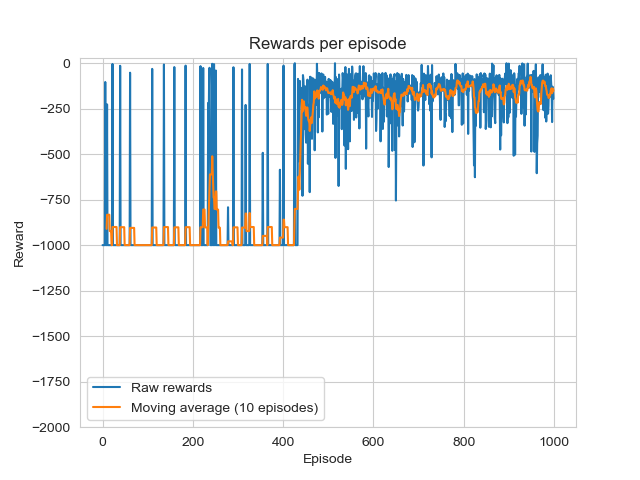 Rewards per episode
0
−250
−500
−750
−1000
−1250
−1500
−1750
−2000
Reward
Raw rewards
Moving average (10 episodes)
0 200 400 600 800 1000
Episode